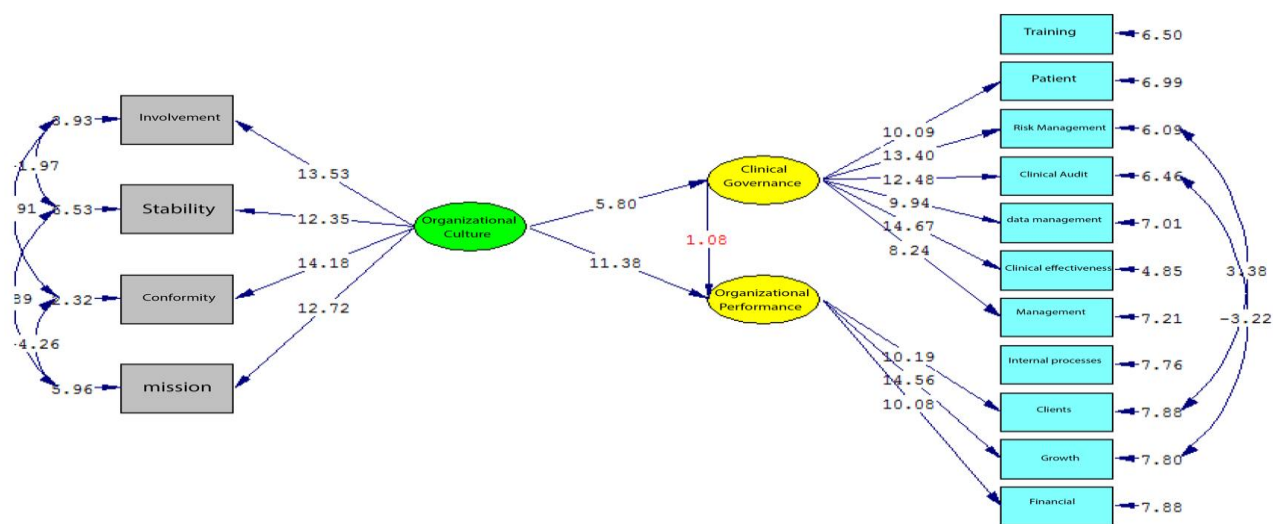 Involvement
Stability
Conformity
mission
-1.97
-4.26
2.32
13.53
12.35
14.18
12.72
Organizational
Culture
5.80
11.38
1.08
Clinical
Governance
Organizational
Performance
10.09
13.40
12.48
9.94
14.67
8.24
10.19
14.56
10.08
Training
6.50
Patient
6.99
Risk Management
6.09
Clinical Audit
6.46
data management
7.01
Clinical effectiveness
4.85
Management
7.21
Internal processes
7.76
Clients
7.88
Growth
7.80
Financial
7.88
3.38
-3.22